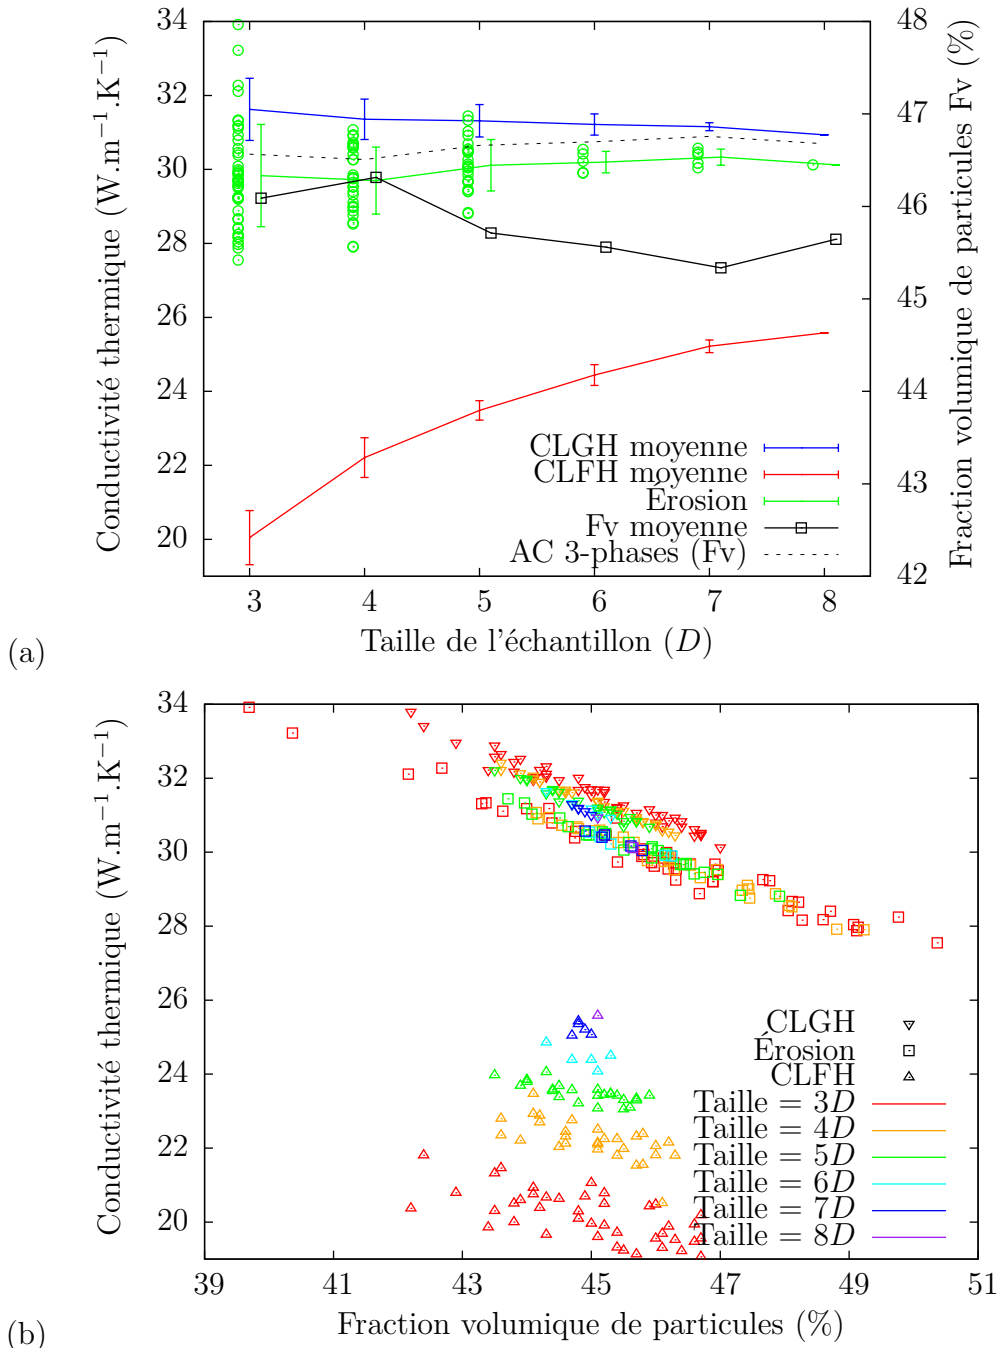 (a)
Conductivité thermique (W.m⁻¹.K⁻¹)
34
32
30
28
26
24
22
20
48
47
46
45
44
43
42
Fraction volumique de particules Fv (%)
CLGH moyenne
CLFH moyenne
Érosion
Fv moyenne
AC 3-phases (Fv)
3 4 5 6 7 8
Taille de l'échantillon (D)
(b)
Conductivité thermique (W.m⁻¹.K⁻¹)
34
32
30
28
26
24
22
20
CLGH
Érosion
CLFH
Taille = 3D
Taille = 4D
Taille = 5D
Taille = 6D
Taille = 7D
Taille = 8D
39 41 43 45 47 49 51
Fraction volumique de particules (%)